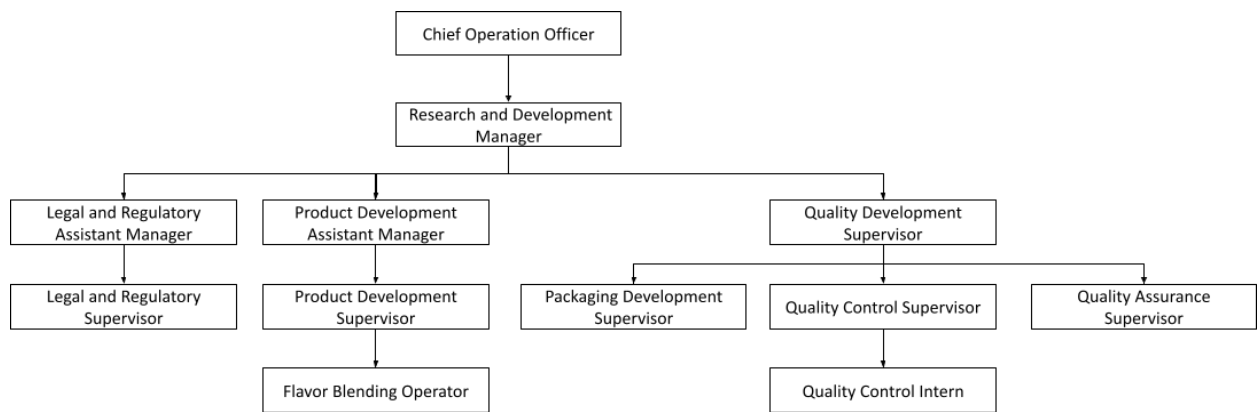 Chief Operation Officer
Research and Development
Manager
Legal and Regulatory
Assistant Manager
Product Development
Assistant Manager
Quality Development
Supervisor
Legal and Regulatory
Supervisor
Product Development
Supervisor
Packaging Development
Supervisor
Quality Control Supervisor
Quality Assurance
Supervisor
Flavor Blending Operator
Quality Control Intern